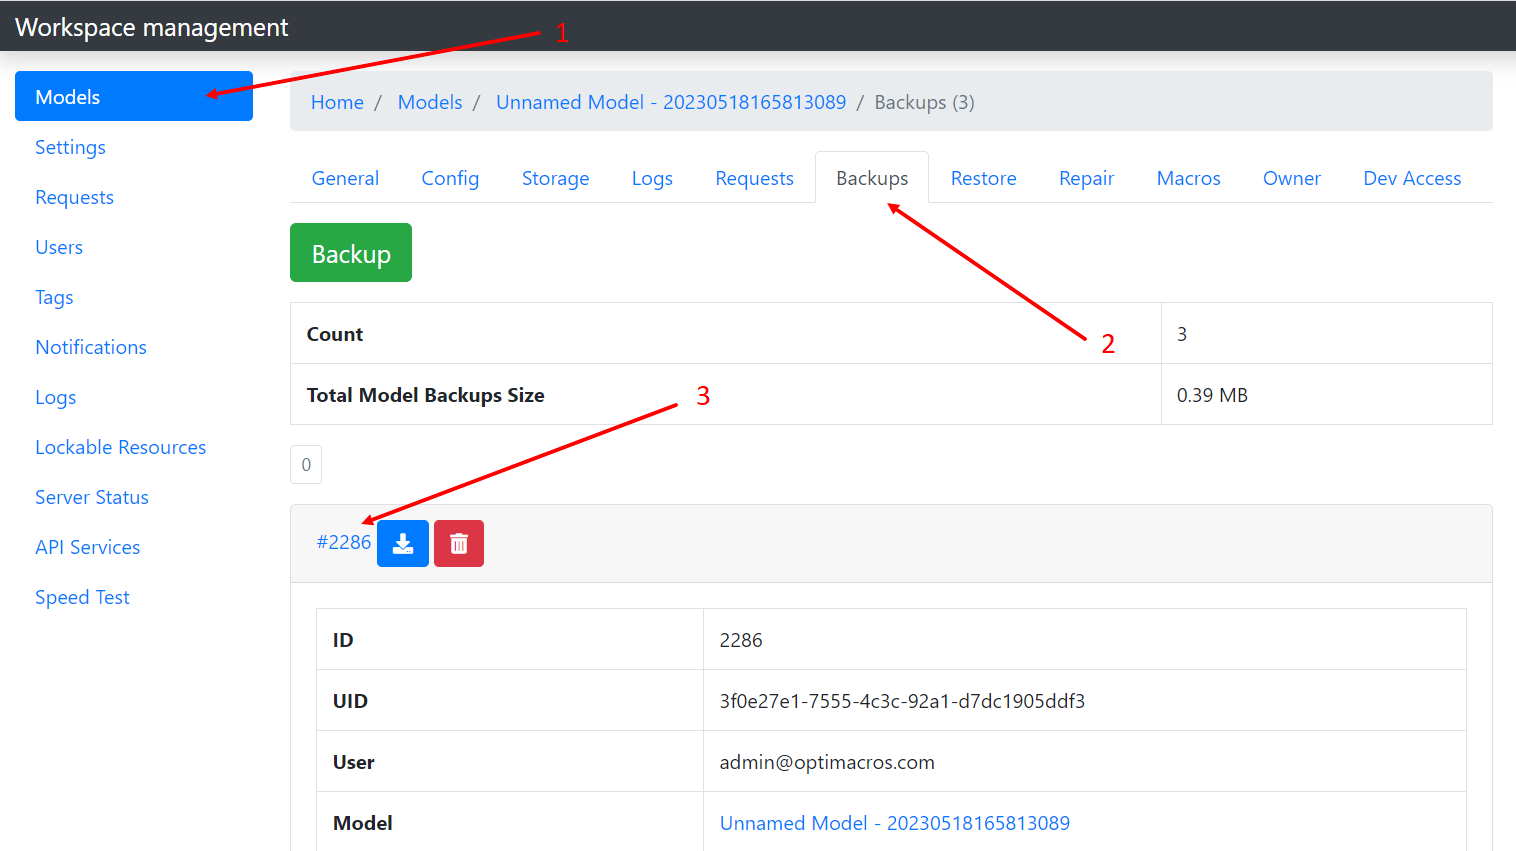 Workspace management
1
Models
Home / Models / Unnamed Model - 20230518165813089 / Backups (3)
Settings
Requests
Users
Tags
Notifications
Logs
Lockable Resources
Server Status
API Services
Speed Test
General Config Storage Logs Requests Backups Restore Repair Macros Owner Dev Access
Backup
Count 3
2
Total Model Backups Size 0.39 MB
3
0
#2286
ID 2286
UID 3f0e27e1-7555-4c3c-92a1-d7dc1905ddf3
User admin@optimacros.com
Model Unnamed Model - 20230518165813089